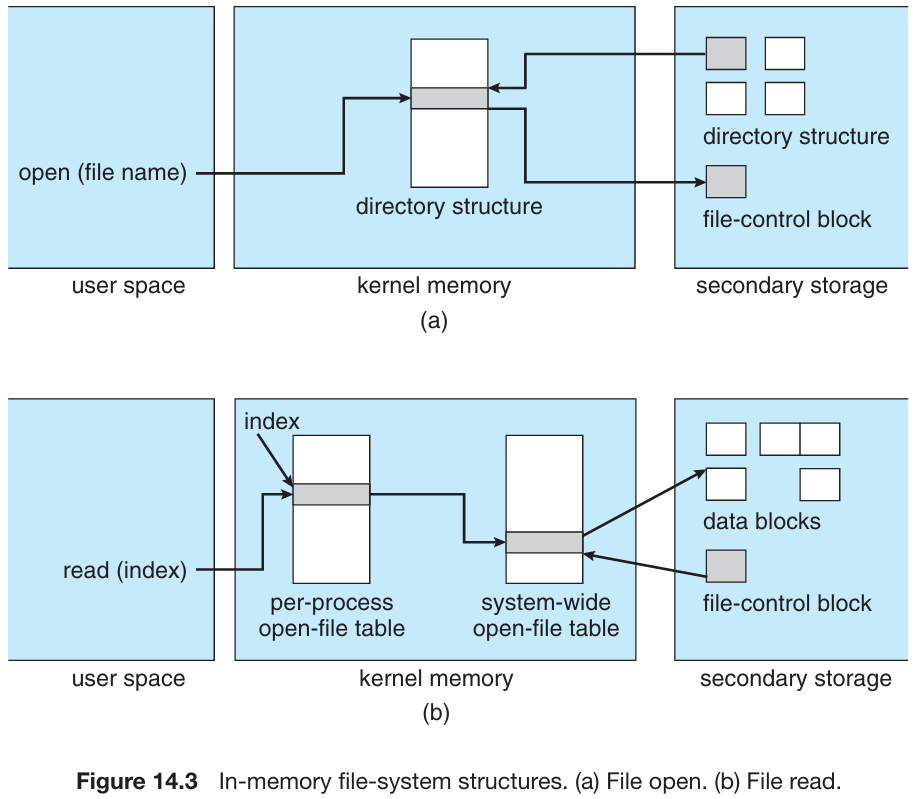 open (file name)
directory structure
directory structure
file-control block
user space
kernel memory
secondary storage
(a)
index
read (index)
per-process
open-file table
system-wide
open-file table
data blocks
file-control block
user space
kernel memory
secondary storage
(b)
Figure 14.3 In-memory file-system structures. (a) File open. (b) File read.